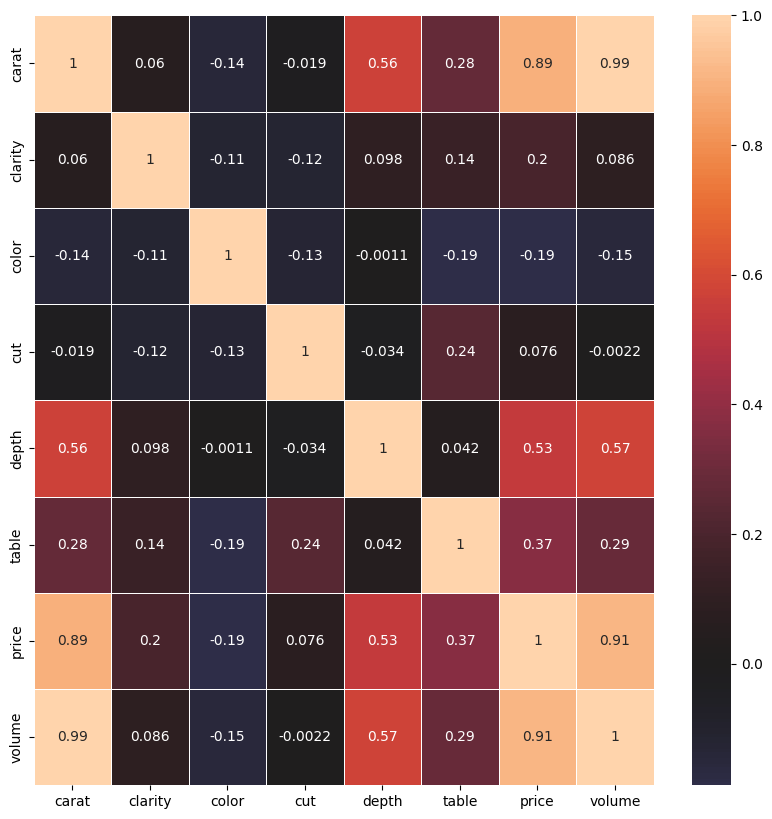 1.0
carat 1 0.06 -0.14 -0.019 0.56 0.28 0.89 0.99
0.8
clarity 0.06 1 -0.11 -0.12 0.098 0.14 0.2 0.086
color -0.14 -0.11 1 -0.13 -0.0011 -0.19 -0.19 -0.15
0.6
cut -0.019 -0.12 -0.13 1 -0.034 0.24 0.076 -0.0022
0.4
depth 0.56 0.098 -0.0011 -0.034 1 0.042 0.53 0.57
0.2
table 0.28 0.14 -0.19 0.24 0.042 1 0.37 0.29
price 0.89 0.2 -0.19 0.076 0.53 0.37 1 0.91
0.0
volume 0.99 0.086 -0.15 -0.0022 0.57 0.29 0.91 1
carat clarity color cut depth table price volume